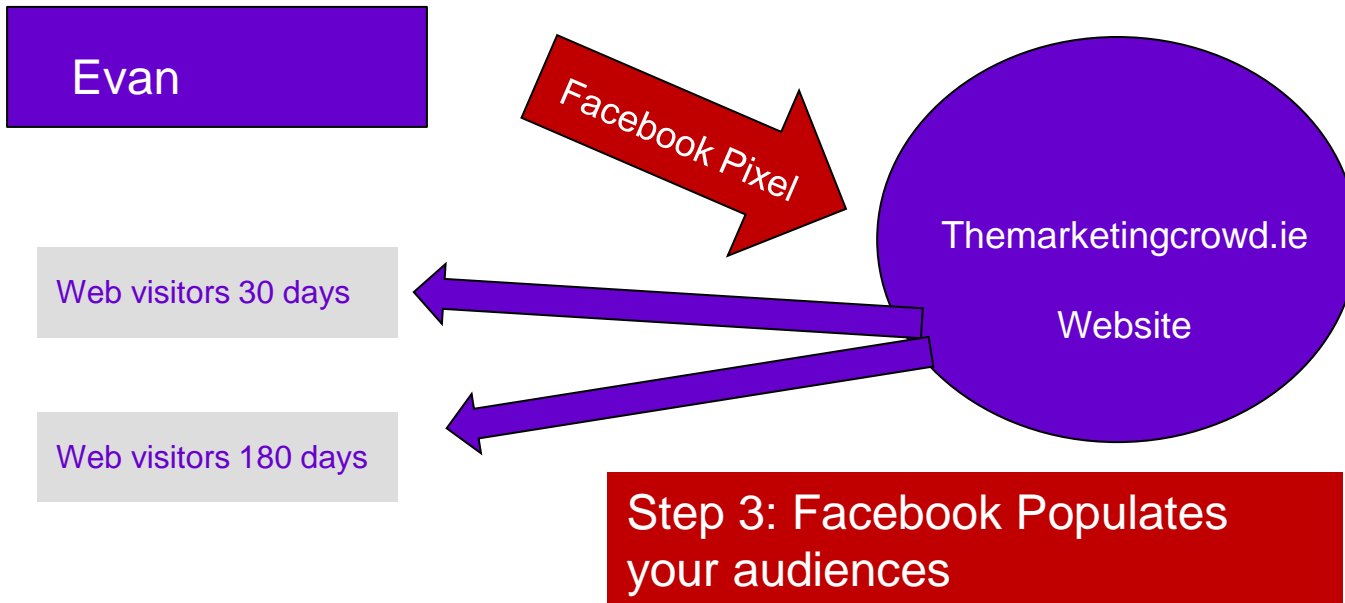 Evan
Facebook Pixel
Themarketingcrowd.ie
Website
Web visitors 30 days
Web visitors 180 days
Step 3: Facebook Populates
your audiences